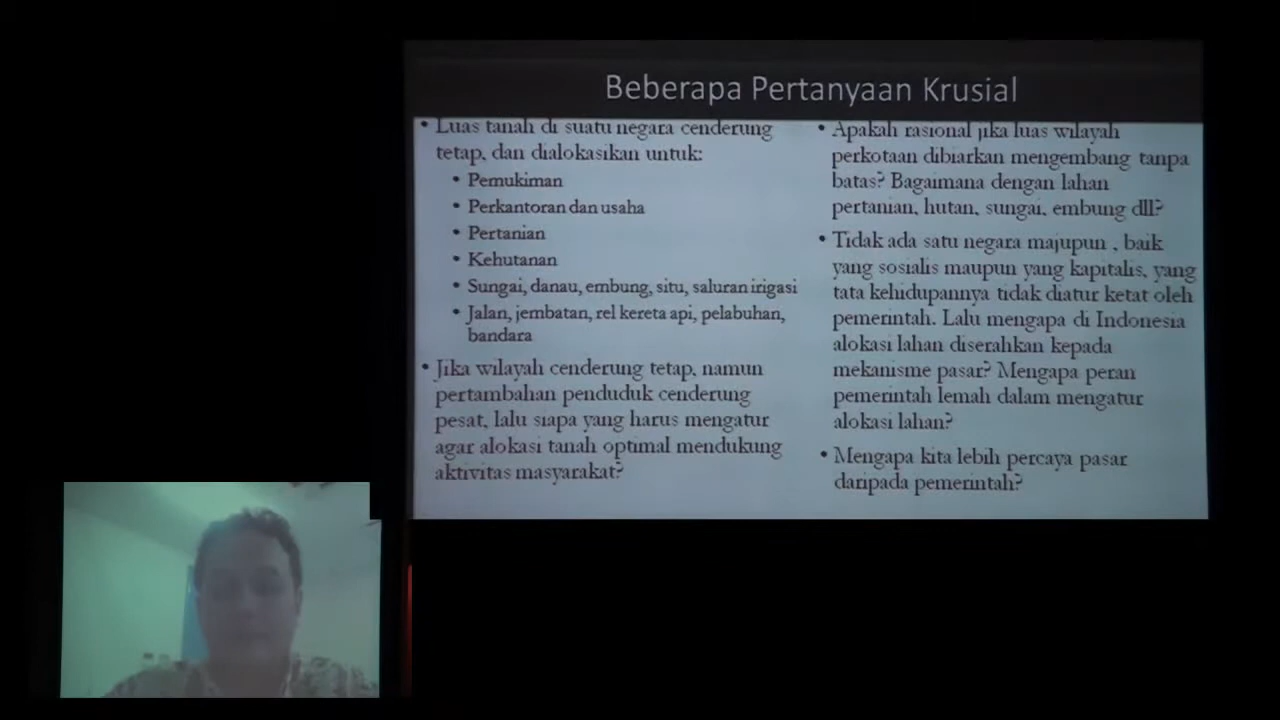 Beberapa Pertanyaan Krusial
• Luas tanah di suatu negara cenderung
tetap, dan dialokasikan untuk:
• Pemukiman
• Perkantoran dan usaha
• Pertanian
• Kehutanan
• Sungai, danau, embung, situ, saluran irigasi
• Jalan, jembatan, rel kereta api, pelabuhan,
bandara
• Jika wilayah cenderung tetap, namun
pertambahan penduduk cenderung
pesat, lalu siapa yang harus mengatur
agar alokasi tanah optimal mendukung
aktivitas masyarakat?
• Apakah rasional jika luas wilayah
perkotaan dibiarkan mengembang tanpa
batas? Bagaimana dengan lahan
pertanian, hutan, sungai, embung dll?
• Tidak ada satu negara majupun , baik
yang sosialis maupun yang kapitalis, yang
tata kehidupannya tidak diatur ketat oleh
pemerintah. Lalu mengapa di Indonesia
alokasi lahan diserahkan kepada
mekanisme pasar? Mengapa peran
pemerintah lemah dalam mengatur
alokasi lahan?
• Mengapa kita lebih percaya pasar
daripada pemerintah?